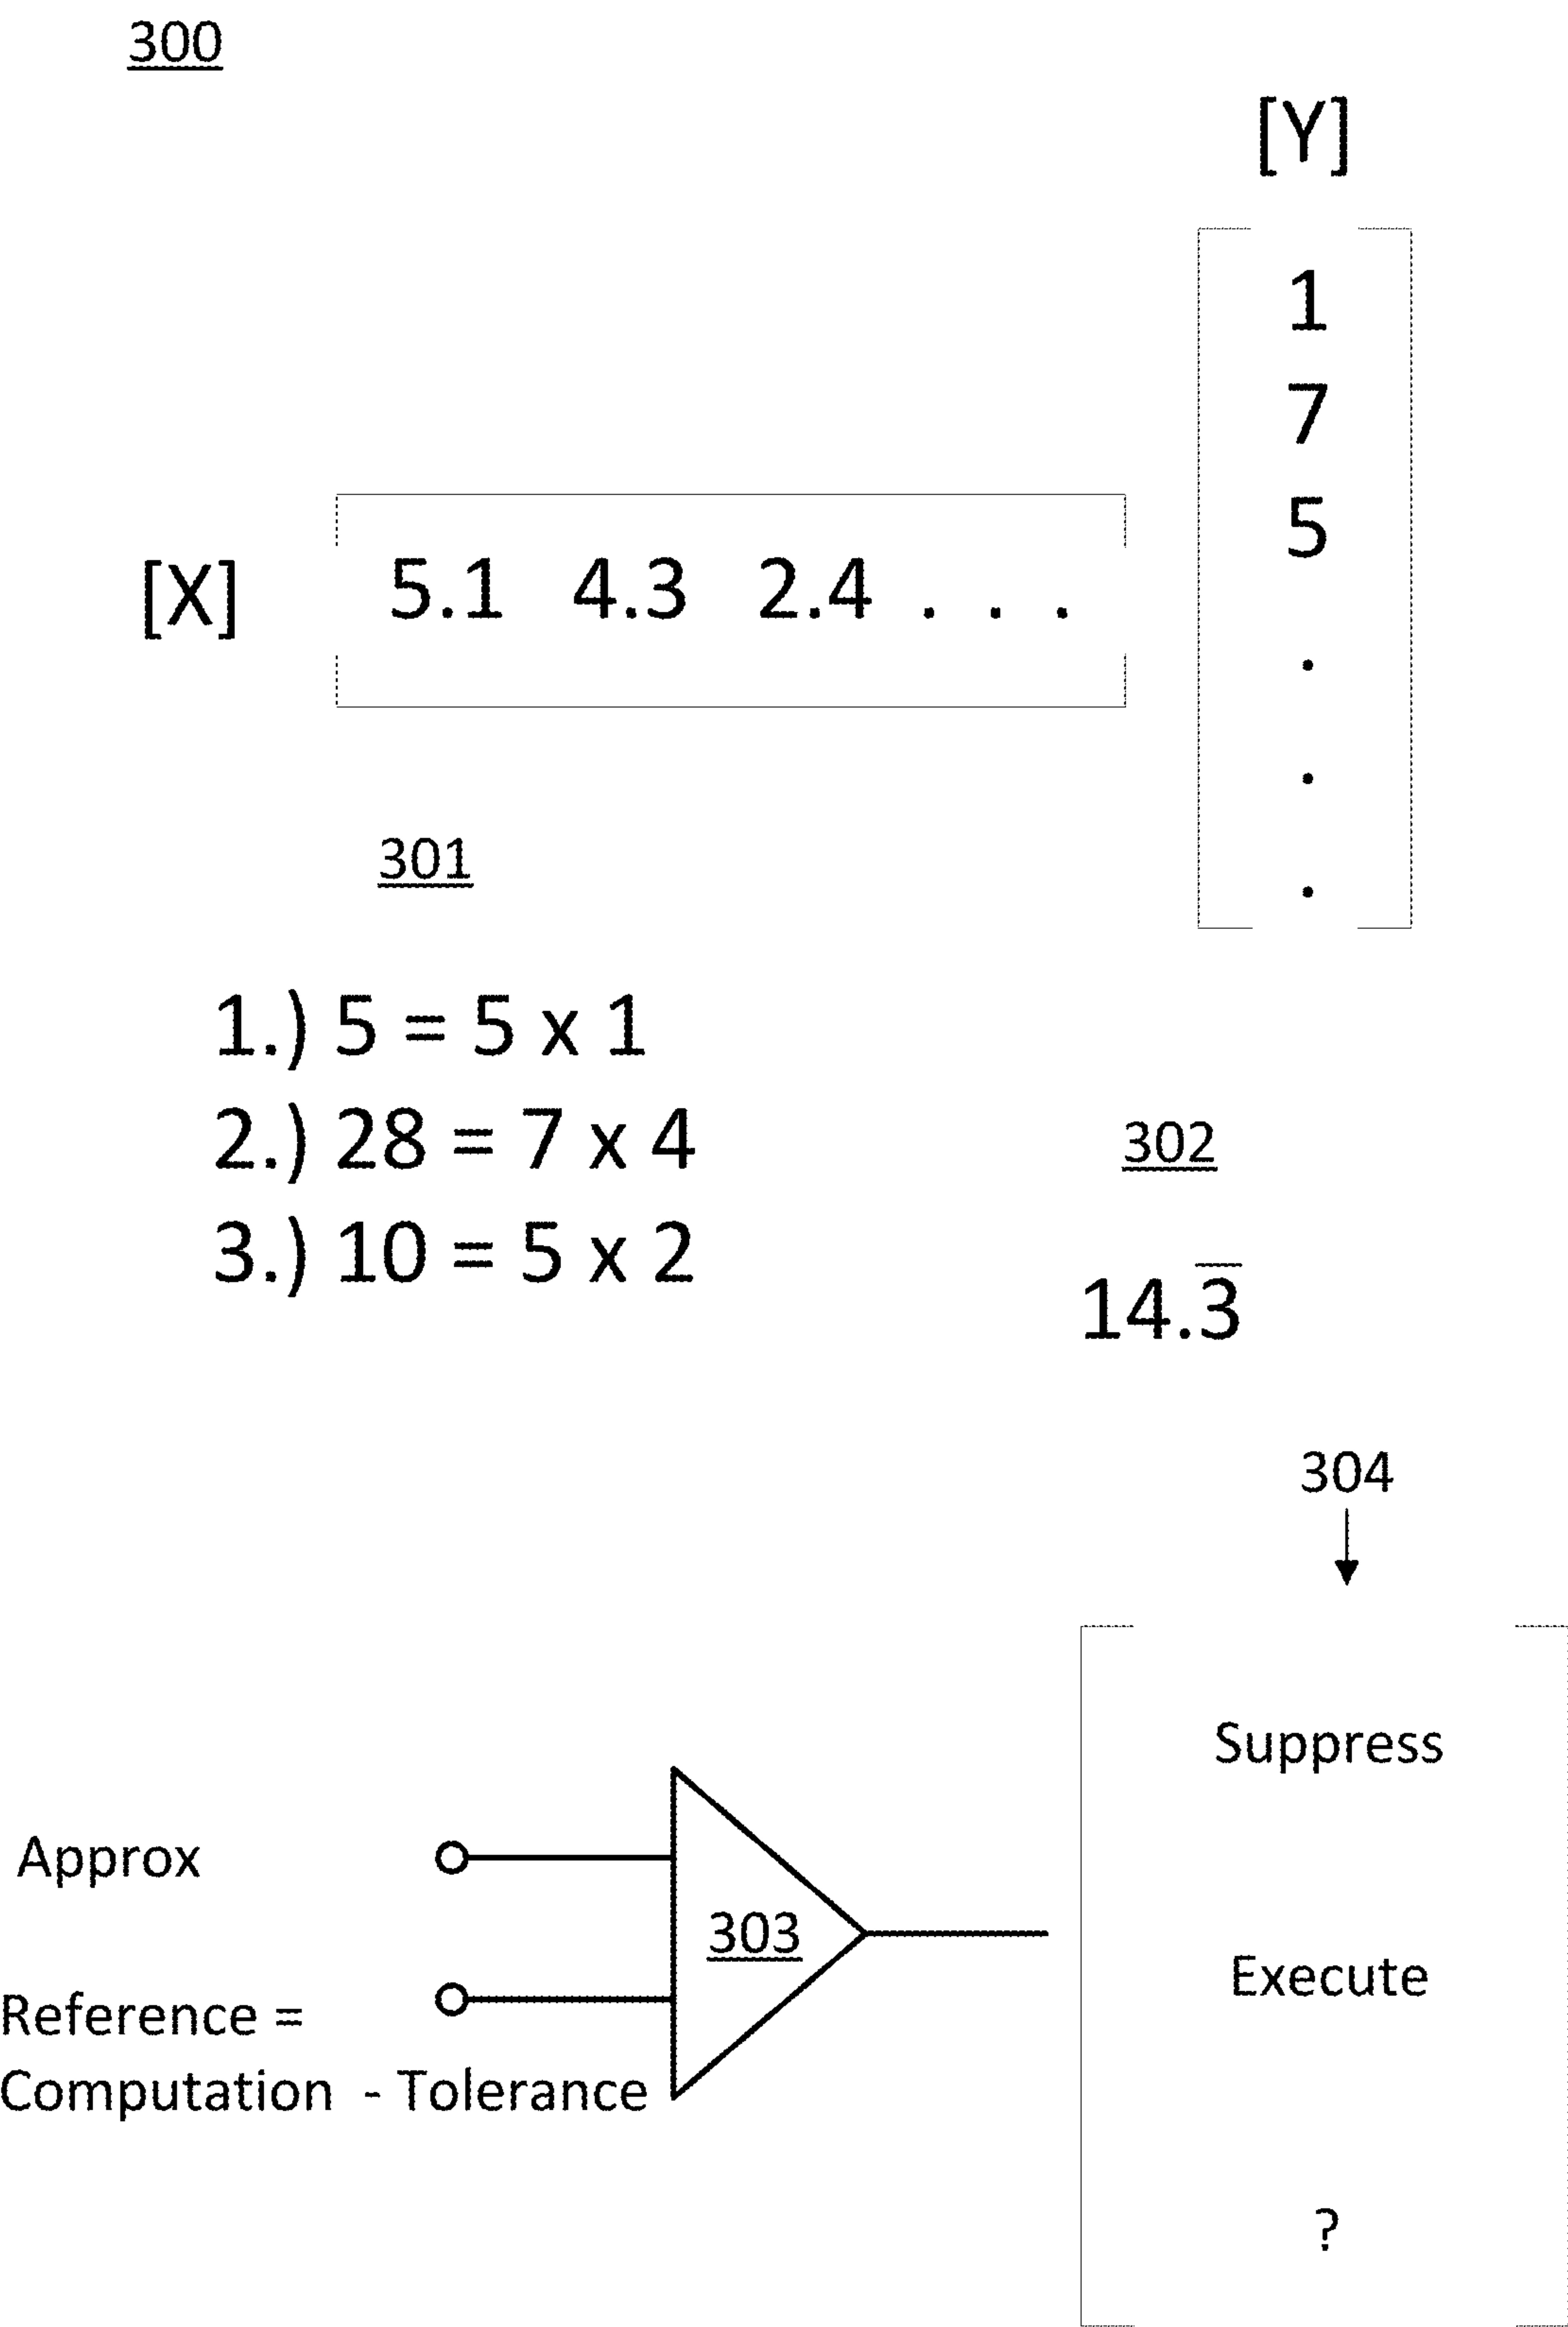 300
[Y]
1
7
5
.
.
.
[X] 5.1 4.3 2.4 . . .
301
1.) 5 = 5 x 1
2.) 28 = 7 x 4
3.) 10 = 5 x 2
302
14.3̅
304
Suppress
Execute
?
Approx
303
Reference =
Computation - Tolerance